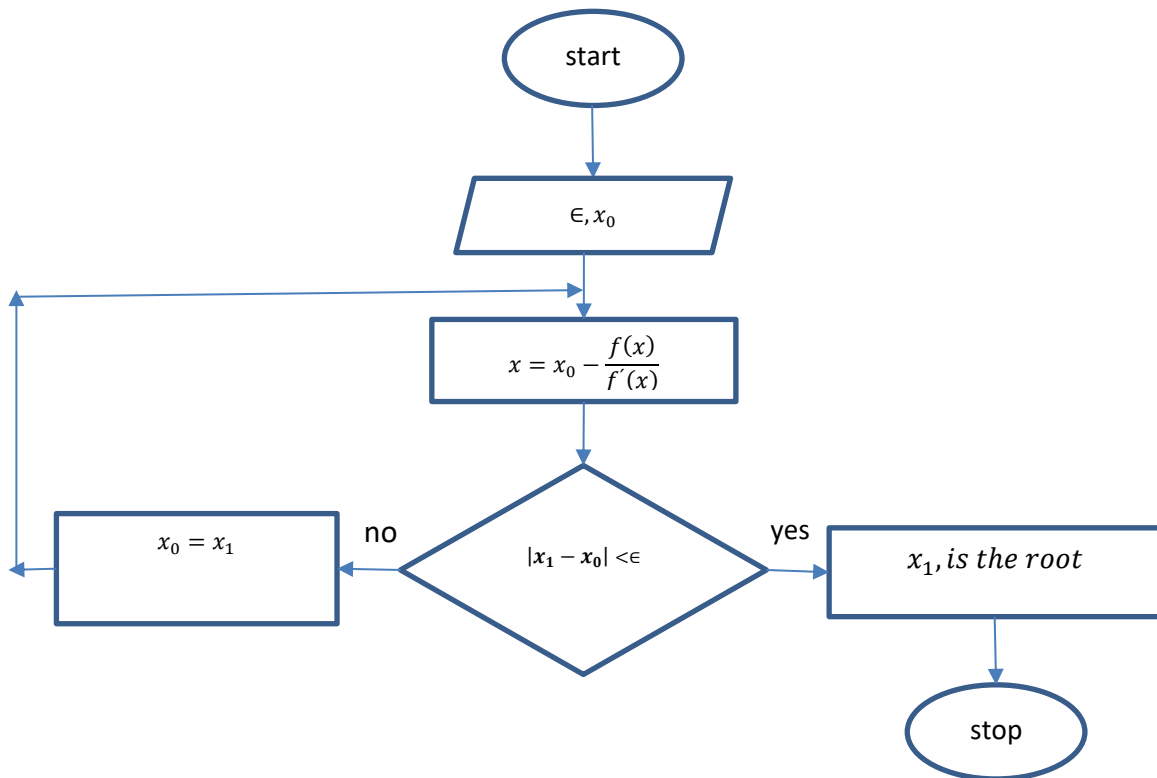 start
∈, x₀
x = x₀ − f(x)/f´(x)
|x₁ − x₀| <∈
no
x₀ = x₁
yes
x₁, is the root
stop